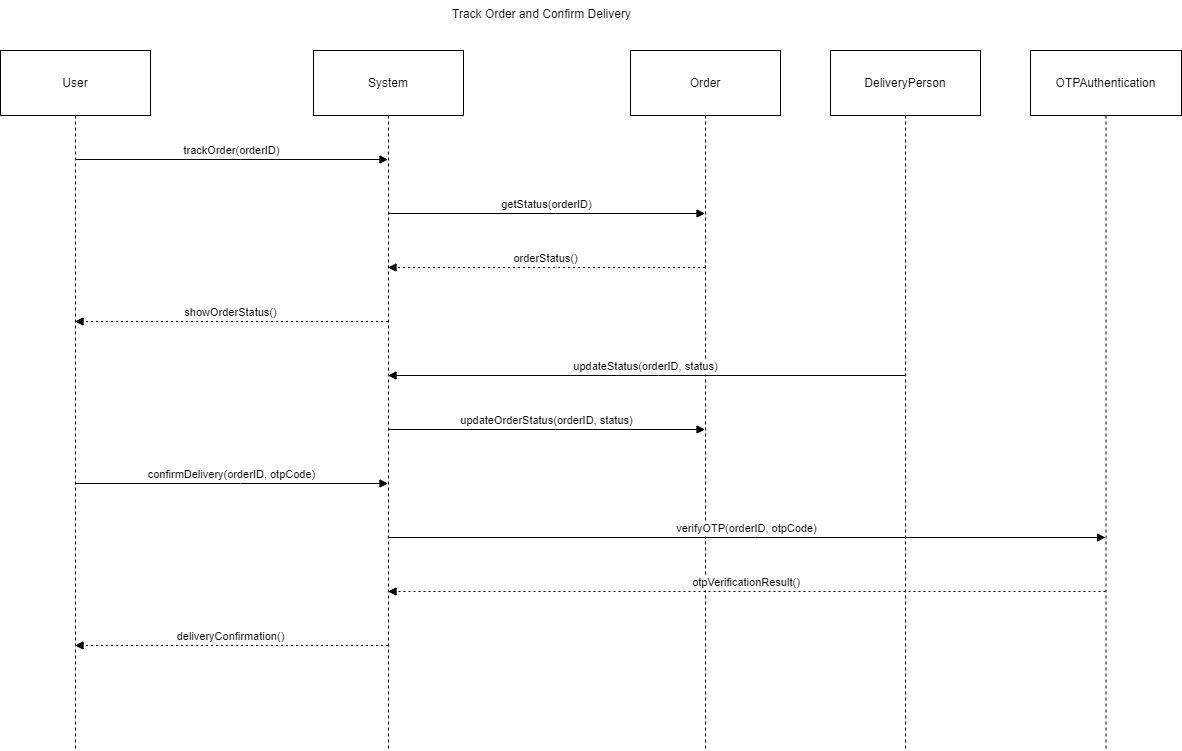 Track Order and Confirm Delivery
User
System
Order
DeliveryPerson
OTPAuthentication
trackOrder(orderID)
getStatus(orderID)
orderStatus()
showOrderStatus()
updateStatus(orderID, status)
updateOrderStatus(orderID, status)
confirmDelivery(orderID, otpCode)
verifyOTP(orderID, otpCode)
otpVerificationResult()
deliveryConfirmation()